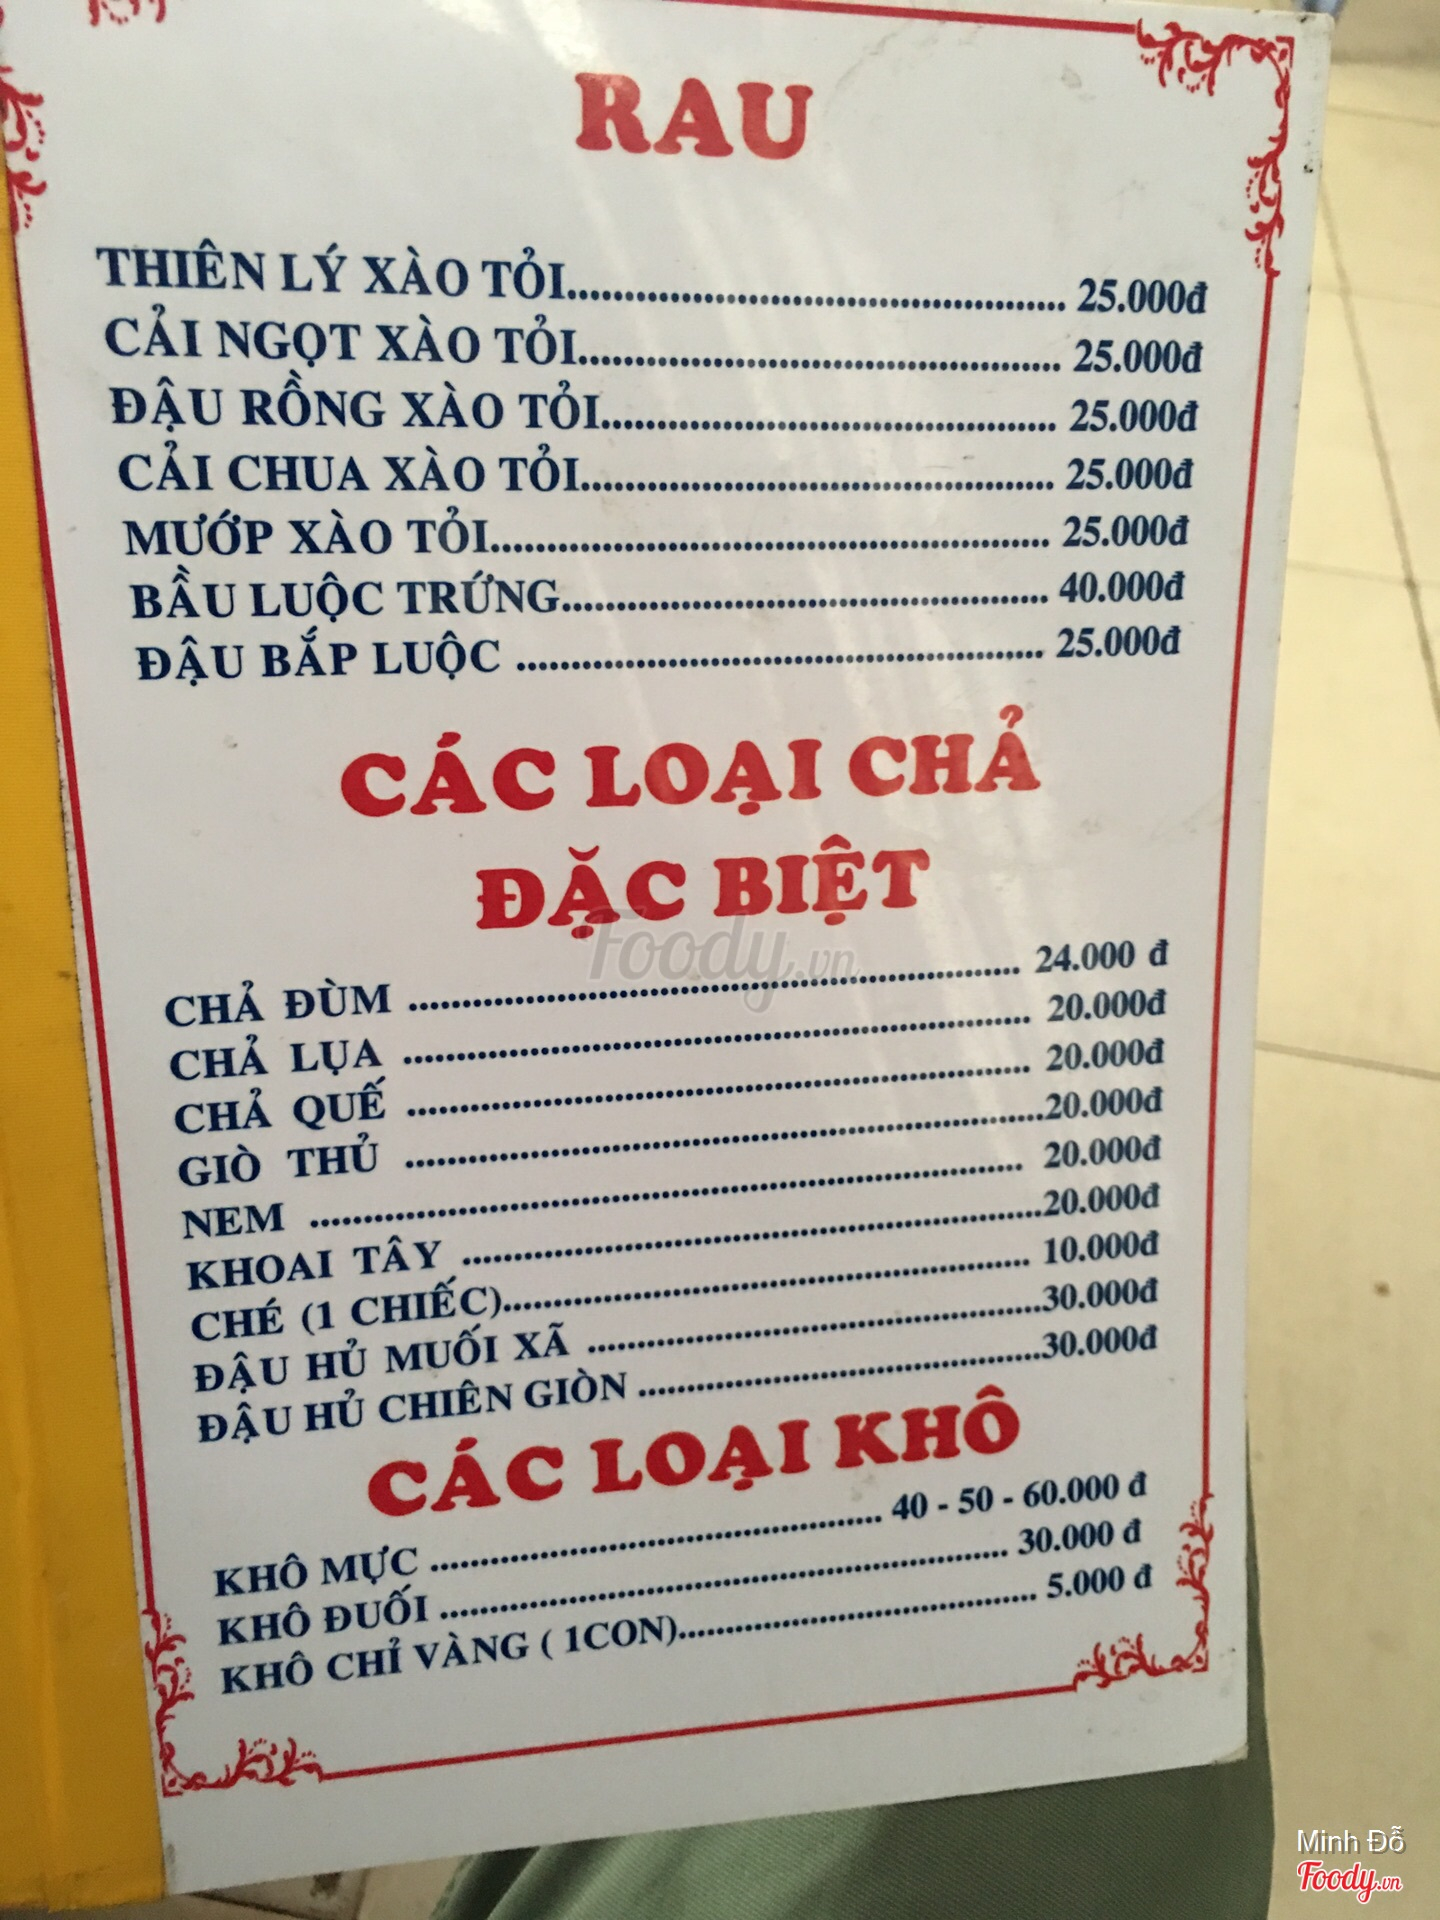 RAU
THIÊN LÝ XÀO TỎI................................................ 25.000đ
CẢI NGỌT XÀO TỎI................................................ 25.000đ
ĐẬU RỒNG XÀO TỎI................................................ 25.000đ
CẢI CHUA XÀO TỎI................................................ 25.000đ
MƯỚP XÀO TỎI................................................ 25.000đ
BẦU LUỘC TRỨNG................................................ 40.000đ
ĐẬU BẮP LUỘC ................................................ 25.000đ
CÁC LOẠI CHẢ
ĐẶC BIỆT
Foody.vn
CHẢ ĐÙM ................................................ 24.000 đ
CHẢ LỤA ................................................ 20.000đ
CHẢ QUẾ ................................................ 20.000đ
GIÒ THỦ ................................................20.000đ
NEM ................................................ 20.000đ
KHOAI TÂY ................................................20.000đ
CHÉ (1 CHIẾC)................................................ 10.000đ
ĐẬU HỦ MUỐI XÃ ................................................30.000đ
ĐẬU HỦ CHIÊN GIÒN ................................................30.000đ
CÁC LOẠI KHÔ
KHÔ MỰC ................................................ 40 - 50 - 60.000 đ
KHÔ ĐUỐI ................................................ 30.000 đ
KHÔ CHỈ VÀNG ( 1CON)................................................ 5.000 đ
Minh Đỗ
Foody.vn